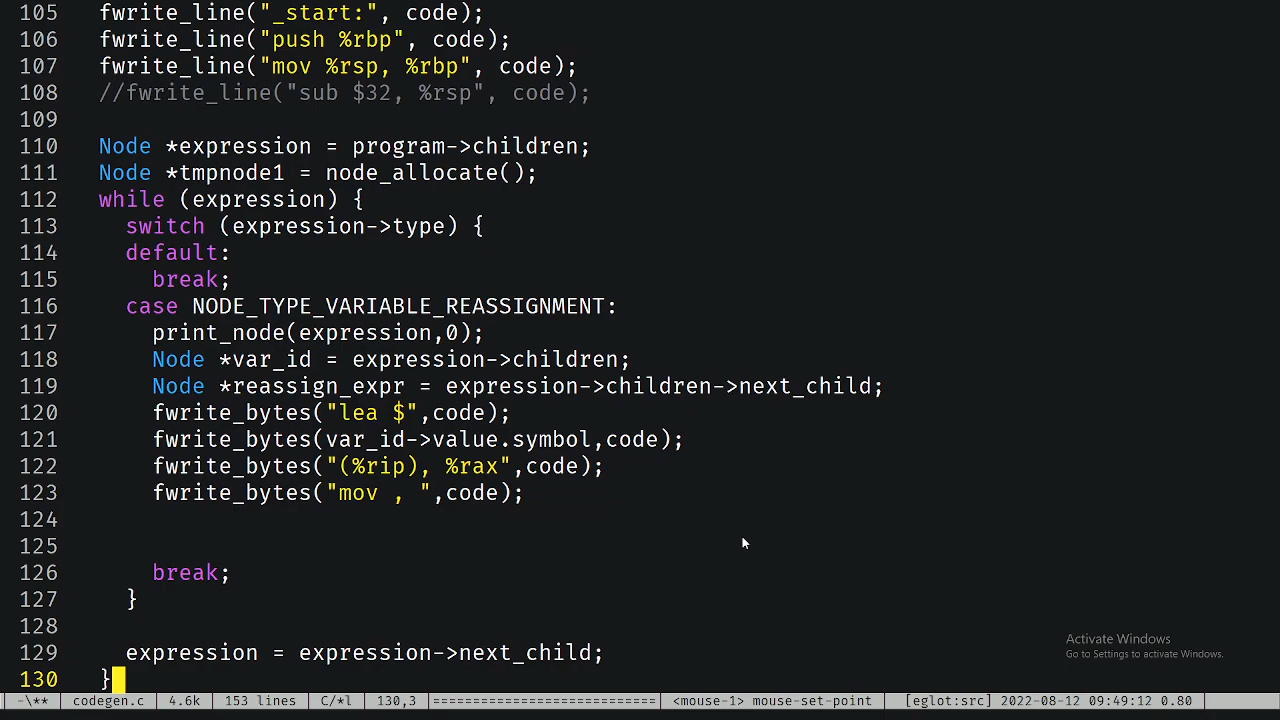 105 fwrite_line("_start:", code);
106 fwrite_line("push %rbp", code);
107 fwrite_line("mov %rsp, %rbp", code);
108 //fwrite_line("sub $32, %rsp", code);
109
110 Node *expression = program->children;
111 Node *tmpnode1 = node_allocate();
112 while (expression) {
113 switch (expression->type) {
114 default:
115 break;
116 case NODE_TYPE_VARIABLE_REASSIGNMENT:
117 print_node(expression,0);
118 Node *var_id = expression->children;
119 Node *reassign_expr = expression->children->next_child;
120 fwrite_bytes("lea $",code);
121 fwrite_bytes(var_id->value.symbol,code);
122 fwrite_bytes("(%rip), %rax",code);
123 fwrite_bytes("mov , ",code);
124
125
126 break;
127 }
128
129 expression = expression->next_child;
130 }
Activate Windows
Go to Settings to activate Windows.
-\** codegen.c 4.6k 153 lines C/*l 130,3 ============================ <mouse-1> mouse-set-point [eglot:src] 2022-08-12 09:49:12 0.80